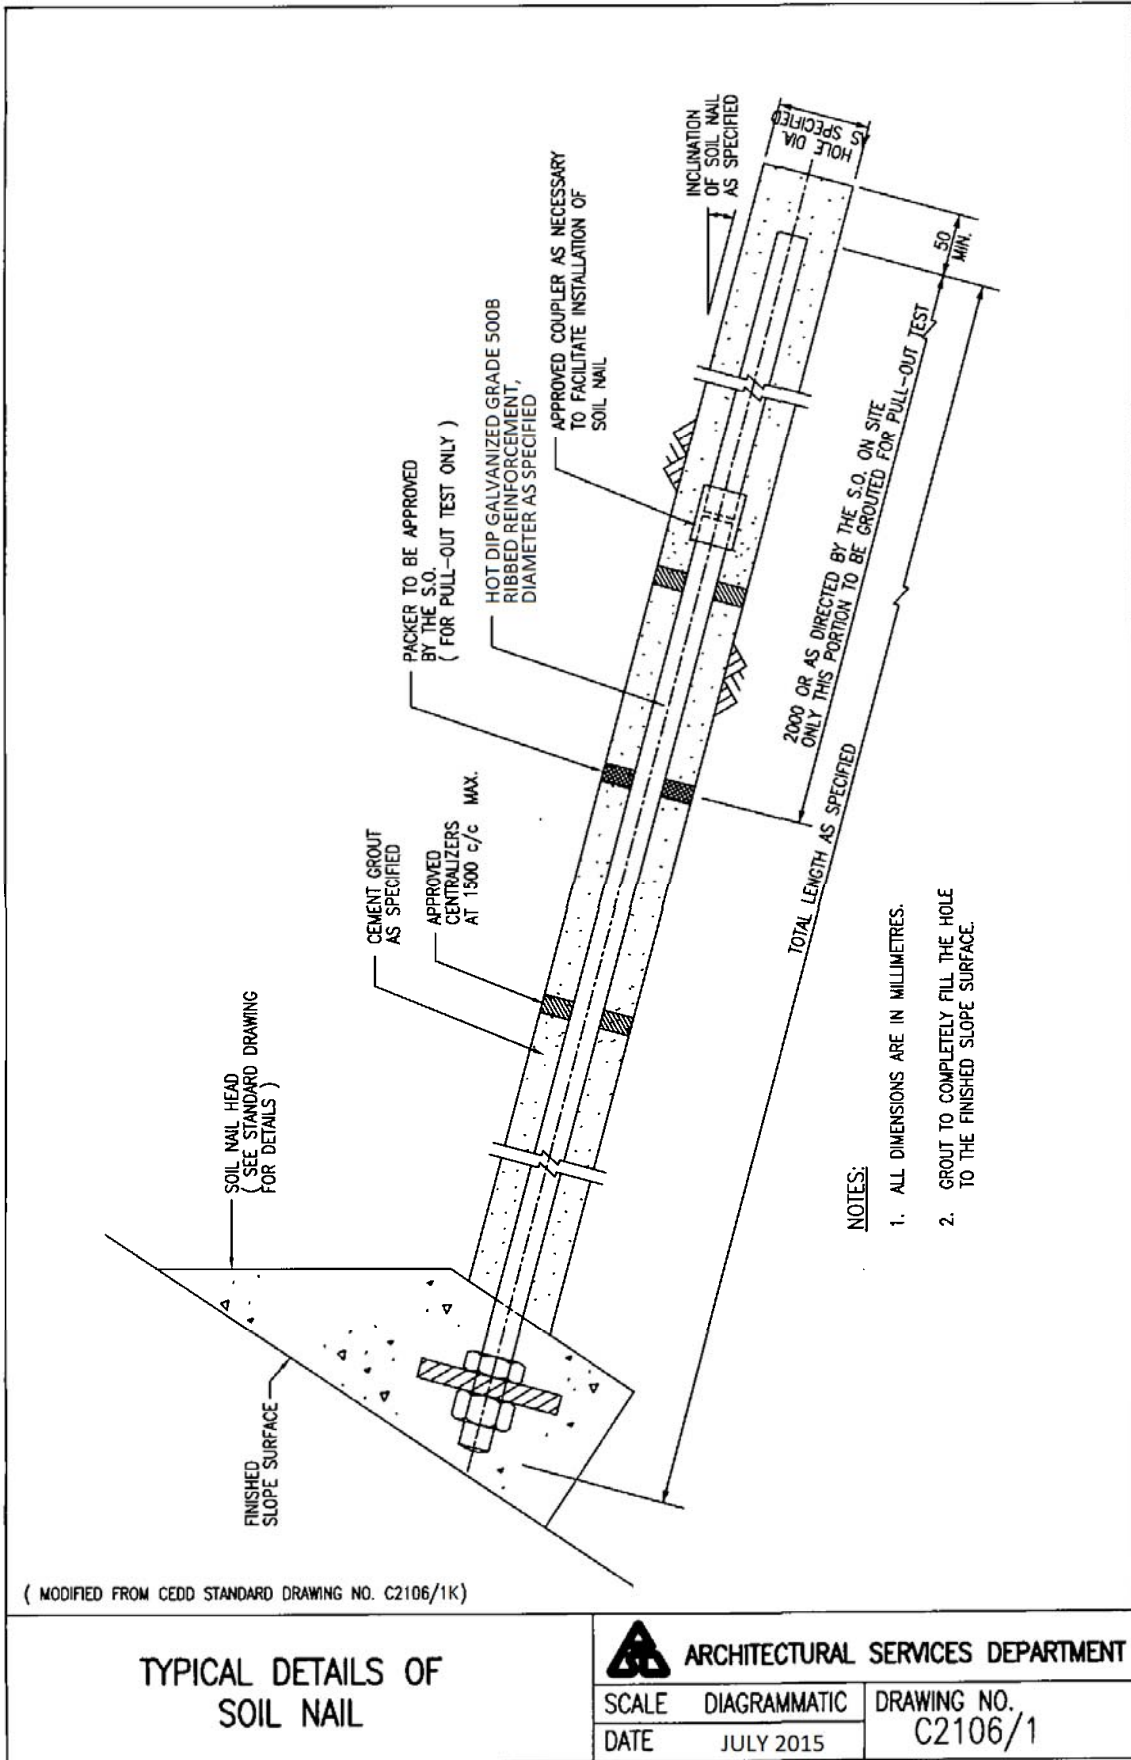 FINISHED
SLOPE SURFACE
SOIL NAIL HEAD
( SEE STANDARD DRAWING
FOR DETAILS )
CEMENT GROUT
AS SPECIFIED
APPROVED
CENTRALIZERS
AT 1500 c/c MAX.
PACKER TO BE APPROVED
BY THE S.O.
( FOR PULL-OUT TEST ONLY )
HOT DIP GALVANIZED GRADE 500B
RIBBED REINFORCEMENT,
DIAMETER AS SPECIFIED
APPROVED COUPLER AS NECESSARY
TO FACILITATE INSTALLATION OF
SOIL NAIL
INCLINATION
OF SOIL NAIL
AS SPECIFIED
HOLE DIA.
AS SPECIFIED
50
MIN.
2000 OR AS DIRECTED BY THE S.O. ON SITE
ONLY THIS PORTION TO BE GROUTED FOR PULL-OUT TEST
TOTAL LENGTH AS SPECIFIED
NOTES:
1. ALL DIMENSIONS ARE IN MILLIMETRES.
2. GROUT TO COMPLETELY FILL THE HOLE
TO THE FINISHED SLOPE SURFACE.
( MODIFIED FROM CEDD STANDARD DRAWING NO. C2106/1K)
TYPICAL DETAILS OF
SOIL NAIL
ARCHITECTURAL SERVICES DEPARTMENT
SCALE DIAGRAMMATIC
DRAWING NO.
C2106/1
DATE JULY 2015